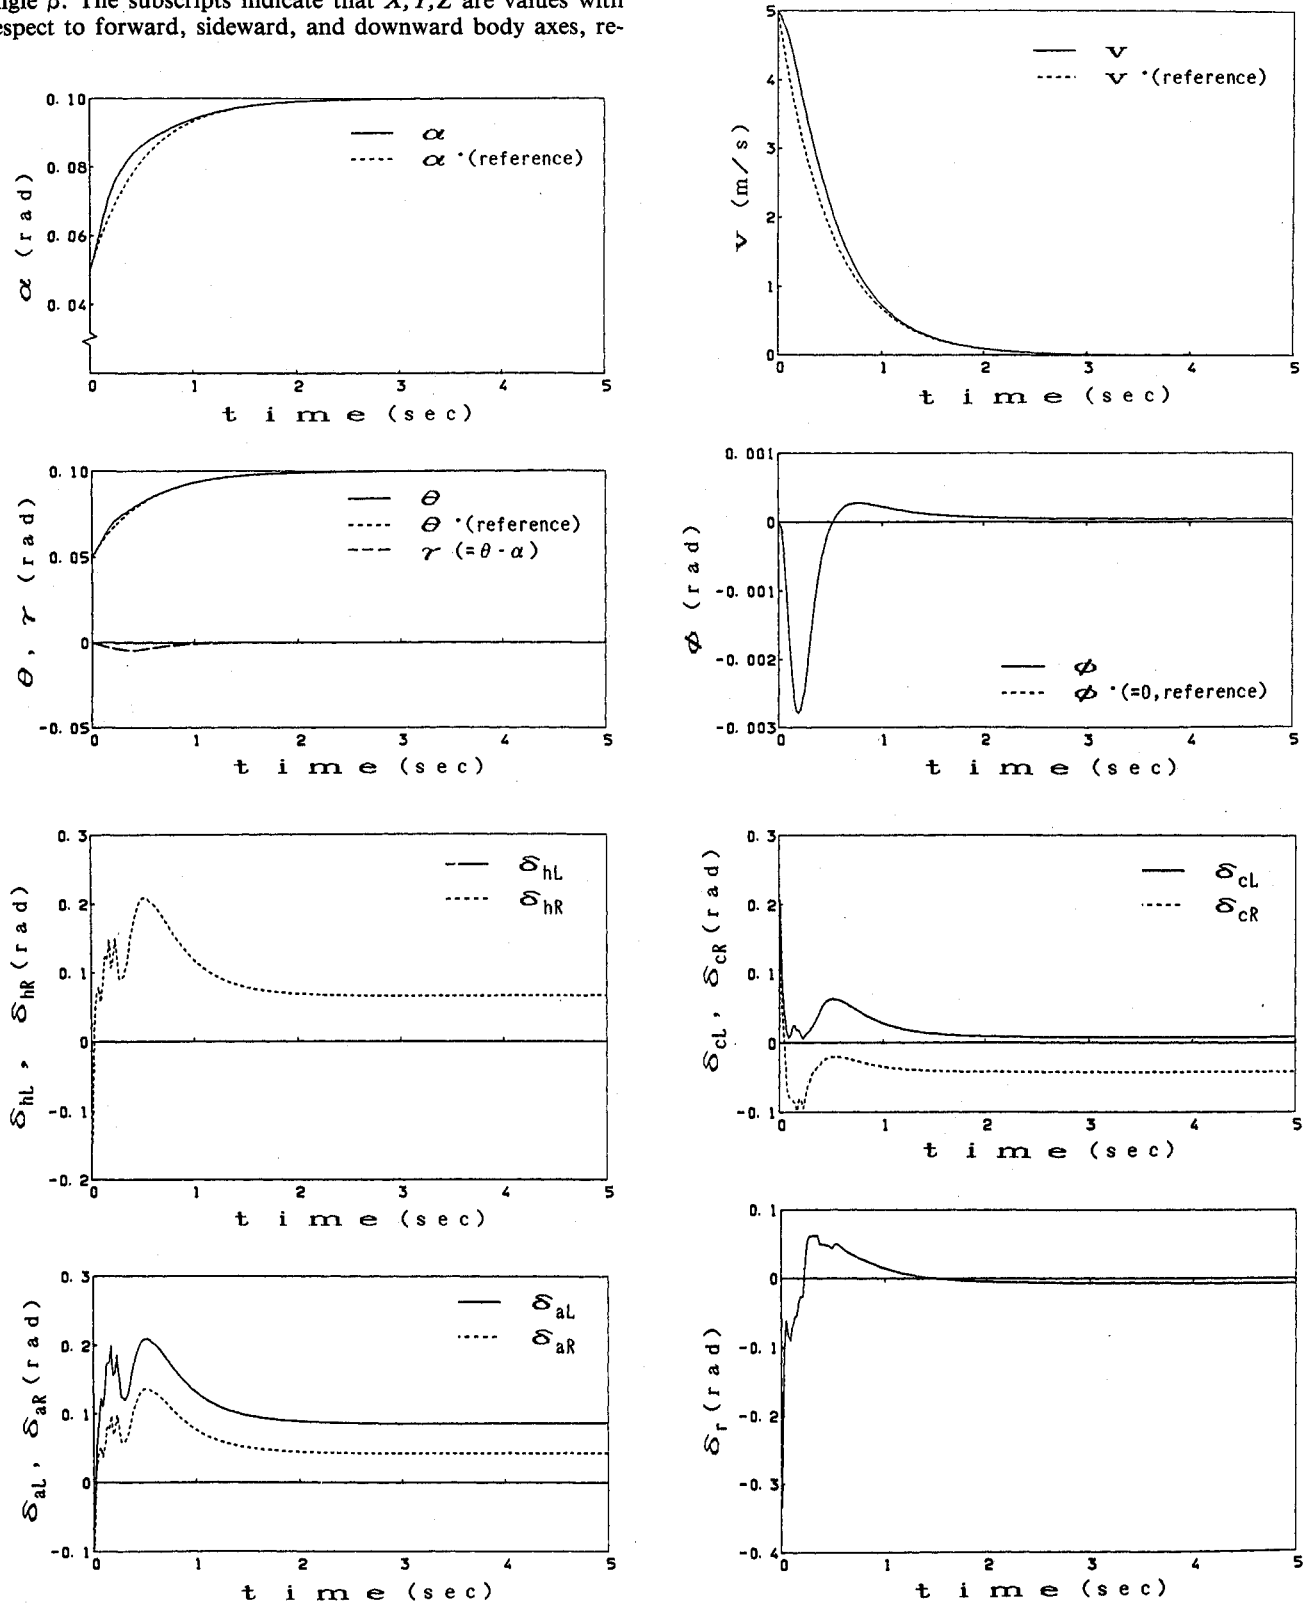 ngle β. The subscripts indicate that X,Y,Z are values with
espect to forward, sideward, and downward body axes, re-
0.10
0.08
0.06
0.04
α (rad)
α
α *(reference)
0 1 2 3 4 5
time (sec)
5
4
3
2
1
0
v (m/s)
v
v *(reference)
0 1 2 3 4 5
time (sec)
0.10
0.05
0
-0.05
θ, γ (rad)
θ
θ *(reference)
γ (=θ-α)
0 1 2 3 4 5
time (sec)
0.001
0
-0.001
-0.002
-0.003
φ (rad)
φ
φ *(=0,reference)
0 1 2 3 4 5
time (sec)
0.3
0.2
0.1
0
-0.1
-0.2
δhL, δhR (rad)
δhL
δhR
0 1 2 3 4 5
time (sec)
0.3
0.2
0.1
0
-0.1
δcL, δcR (rad)
δcL
δcR
0 1 2 3 4 5
time (sec)
0.3
0.2
0.1
0
-0.1
δaL, δaR (rad)
δaL
δaR
0 1 2 3 4 5
time (sec)
0.1
0
-0.1
-0.2
-0.3
-0.4
δr (rad)
0 1 2 3 4 5
time (sec)